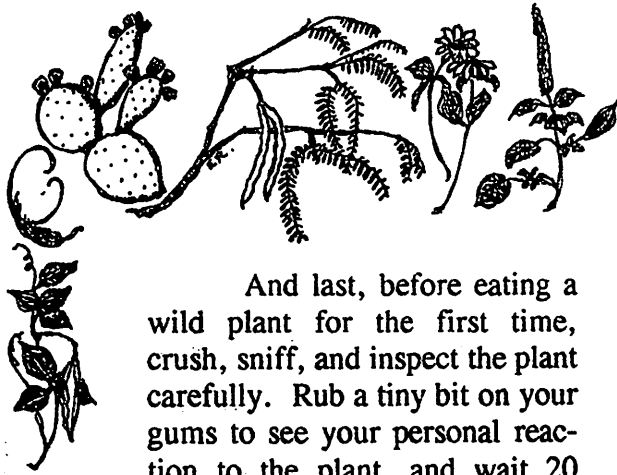 And last, before eating a
wild plant for the first time,
crush, sniff, and inspect the plant
carefully. Rub a tiny bit on your
gums to see your personal reac-
tion to the plant, and wait 20